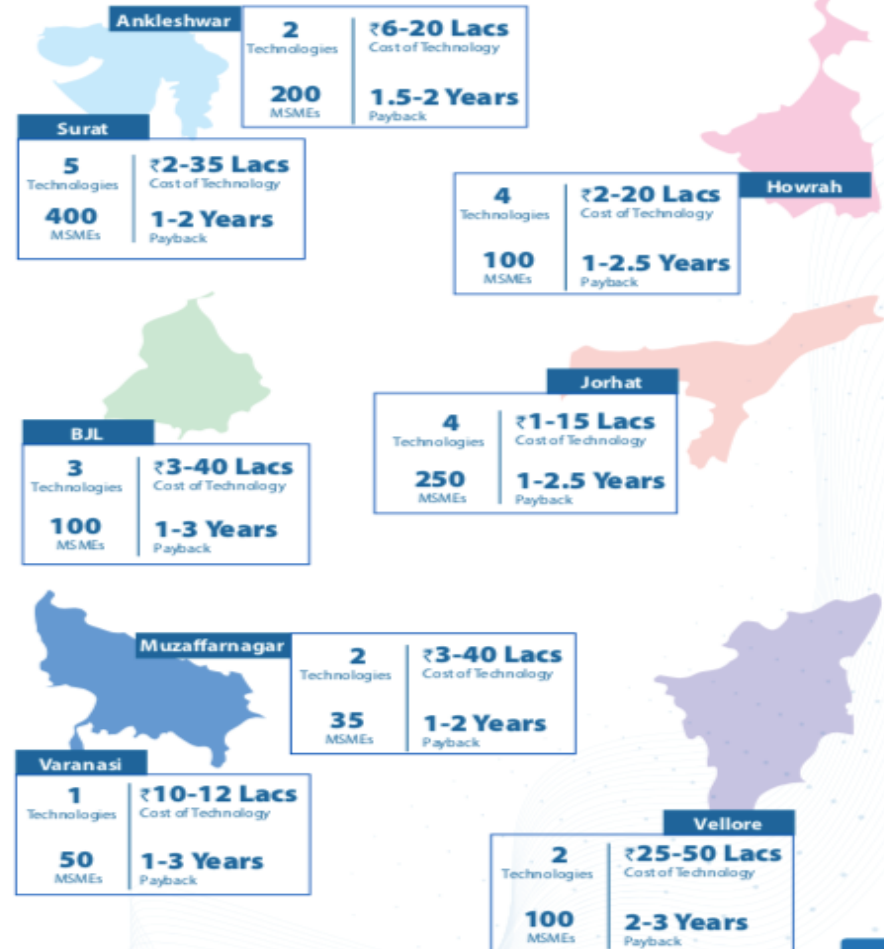 Ankleshwar
2 ₹6-20 Lacs
Technologies Cost of Technology
200 1.5-2 Years
MSMEs Payback
Surat
5 ₹2-35 Lacs
Technologies Cost of Technology
400 1-2 Years
MSMEs Payback
Howrah
4 ₹2-20 Lacs
Technologies Cost of Technology
100 1-2.5 Years
MSMEs Payback
Jorhat
4 ₹1-15 Lacs
Technologies Cost of Technology
250 1-2.5 Years
MSMEs Payback
BJL
3 ₹3-40 Lacs
Technologies Cost of Technology
100 1-3 Years
MSMEs Payback
Muzaffarnagar
2 ₹3-40 Lacs
Technologies Cost of Technology
35 1-2 Years
MSMEs Payback
Varanasi
1 ₹10-12 Lacs
Technologies Cost of Technology
50 1-3 Years
MSMEs Payback
Vellore
2 ₹25-50 Lacs
Technologies Cost of Technology
100 2-3 Years
MSMEs Payback